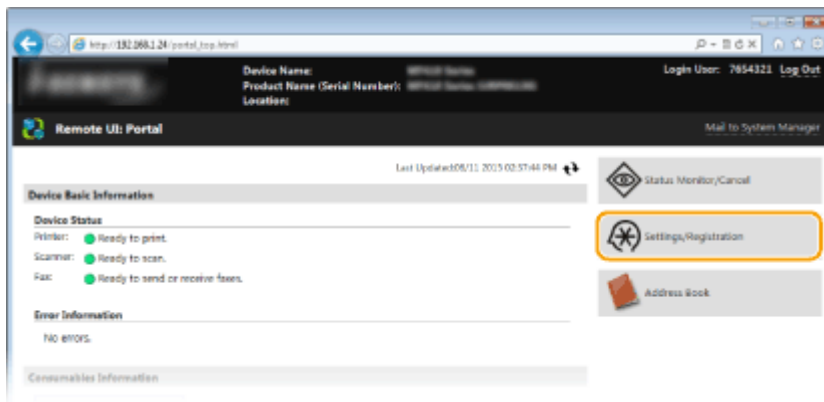 http://192.168.1.24/portal_top.html
Device Name:
Product Name (Serial Number):
Location:
Login User: 7654321 Log Out
Remote UI: Portal
Mail to System Manager
Last Updated:08/11 2015 02:57:44 PM
Device Basic Information
Device Status
Printer: Ready to print.
Scanner: Ready to scan.
Fax: Ready to send or receive faxes.
Error Information
No errors.
Consumables Information
Status Monitor/Cancel
Settings/Registration
Address Book